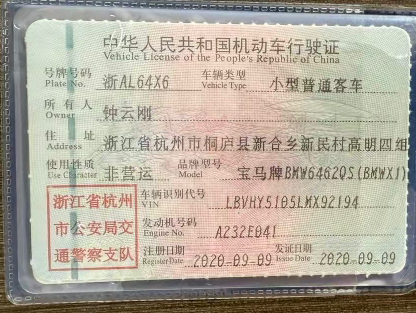 中华人民共和国机动车行驶证
Vehicle License of the People's Republic of China
号牌号码 Plate No. 浙AL64X6 车辆类型 Vehicle Type 小型普通客车
所有人 Owner 钟云刚
住址 Address 浙江省杭州市桐庐县新合乡新民村高明四组
使用性质 Use Character 非营运 品牌型号 Model 宝马牌BMW6462QS(BMWX1)
浙江省杭州市公安局交通警察支队
车辆识别代号 VIN LBVHY5105LMX92194
发动机号码 Engine No. A232E041
注册日期 Register Date 2020-09-09 发证日期 Issue Date 2020-09-09